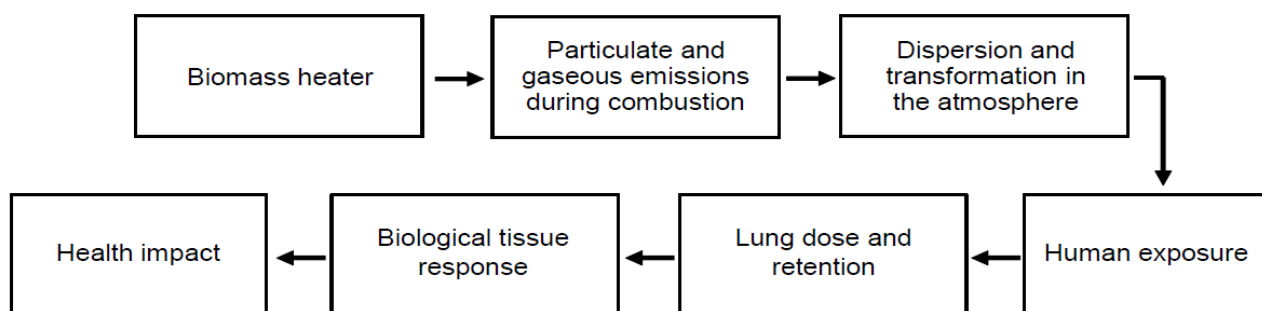 Biomass heater
Particulate and
gaseous emissions
during combustion
Dispersion and
transformation in
the atmosphere
Human exposure
Lung dose and
retention
Biological tissue
response
Health impact